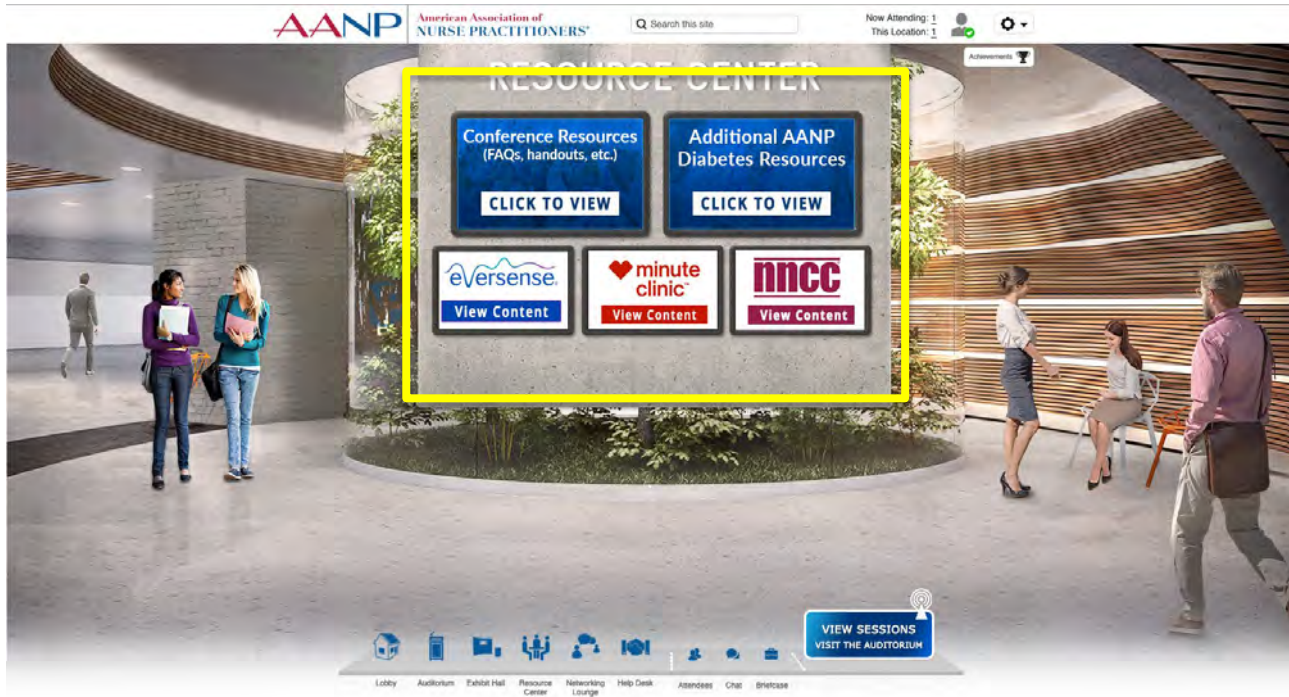 AANP
American Association of
NURSE PRACTITIONERS®
Search this site
Now Attending: 1
This Location: 1
Achievements
RESOURCE CENTER
Conference Resources
(FAQs, handouts, etc.)
CLICK TO VIEW
Additional AANP
Diabetes Resources
CLICK TO VIEW
eversense®
View Content
minute
clinic™
View Content
nncc
View Content
VIEW SESSIONS
VISIT THE AUDITORIUM
Lobby
Auditorium
Exhibit Hall
Resource
Center
Networking
Lounge
Help Desk
Attendees
Chat
Briefcase